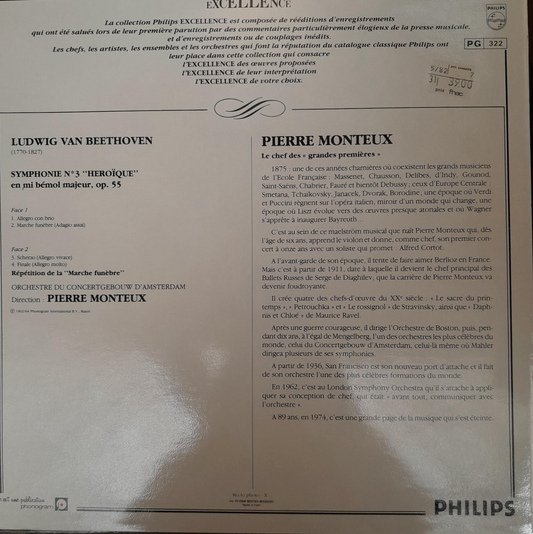 EXCELLENCE
La collection Philips EXCELLENCE est composée de rééditions d'enregistrements
qui ont été salués lors de leur première parution par des commentaires particulièrement élogieux de la presse musicale,
et d'enregistrements ou de couplages inédits.
Les chefs, les artistes, les ensembles et les orchestres qui font la réputation du catalogue classique Philips ont
leur place dans cette collection qui consacre
l'EXCELLENCE des œuvres proposées
l'EXCELLENCE de leur interprétation
l'EXCELLENCE de votre choix.
PHILIPS
PG 322
5/82
7
31 39,00
fnac
LUDWIG VAN BEETHOVEN
(1770-1827)
SYMPHONIE N° 3 "HEROÏQUE"
en mi bémol majeur, op. 55
Face 1
1. Allegro con brio
2. Marche funèbre (Adagio assai)
Face 2
3. Scherzo (Allegro vivace)
4. Finale (Allegro molto)
Répétition de la "Marche funèbre"
ORCHESTRE DU CONCERTGEBOUW D'AMSTERDAM
Direction : PIERRE MONTEUX
Phonogram International B.V., Baarn
PIERRE MONTEUX
Le chef des « grandes premières »
1875 : une de ces années charnières où coexistent les grands musiciens
de l'Ecole Française : Massenet, Chausson, Delibes, d'Indy, Gounod,
Saint-Saëns, Chabrier, Fauré et bientôt Debussy ; ceux d'Europe Centrale :
Smetana, Tchaïkovsky, Janacek, Dvorak, Borodine ; une époque où Verdi
et Puccini règnent sur l'opéra italien, miroir d'un monde qui change, une
époque où Liszt évolue vers des œuvres presque atonales et où Wagner
s'apprête à inaugurer Bayreuth...
C'est au sein de ce maelström musical que naît Pierre Monteux qui, dès
l'âge de six ans, apprend le violon et donne, comme chef, son premier con-
cert à onze ans avec un soliste qui promet : Alfred Cortot.
A l'avant-garde de son époque, il tente de faire aimer Berlioz en France.
Mais c'est à partir de 1911, date à laquelle il devient le chef principal des
Ballets Russes de Serge de Diaghilev, que la carrière de Pierre Monteux va
devenir foudroyante.
Il crée quatre des chefs-d'œuvre du XXe siècle : « Le sacre du prin-
temps », « Petrouchka » et « Le rossignol » de Stravinsky, ainsi que « Daph-
nis et Chloé » de Maurice Ravel.
Après une guerre courageuse, il dirige l'Orchestre de Boston, puis, pen-
dant dix ans, à l'égal de Mengelberg, l'un des orchestres les plus célèbres du
monde, celui du Concertgebouw d'Amsterdam, celui-là même où Mahler
dirigea plusieurs de ses symphonies.
A partir de 1936, San Francisco est son nouveau port d'attache et il fait
de son orchestre l'une des plus célèbres formations du monde.
En 1962, c'est au London Symphony Orchestra qu'il s'attache à appli-
quer sa conception de chef, qui était « avant tout, communiquer avec
l'orchestre ».
A 89 ans, en 1974, c'est une grande page de la musique qui s'est éteinte.
est une publication
phonogram
PHILIPS